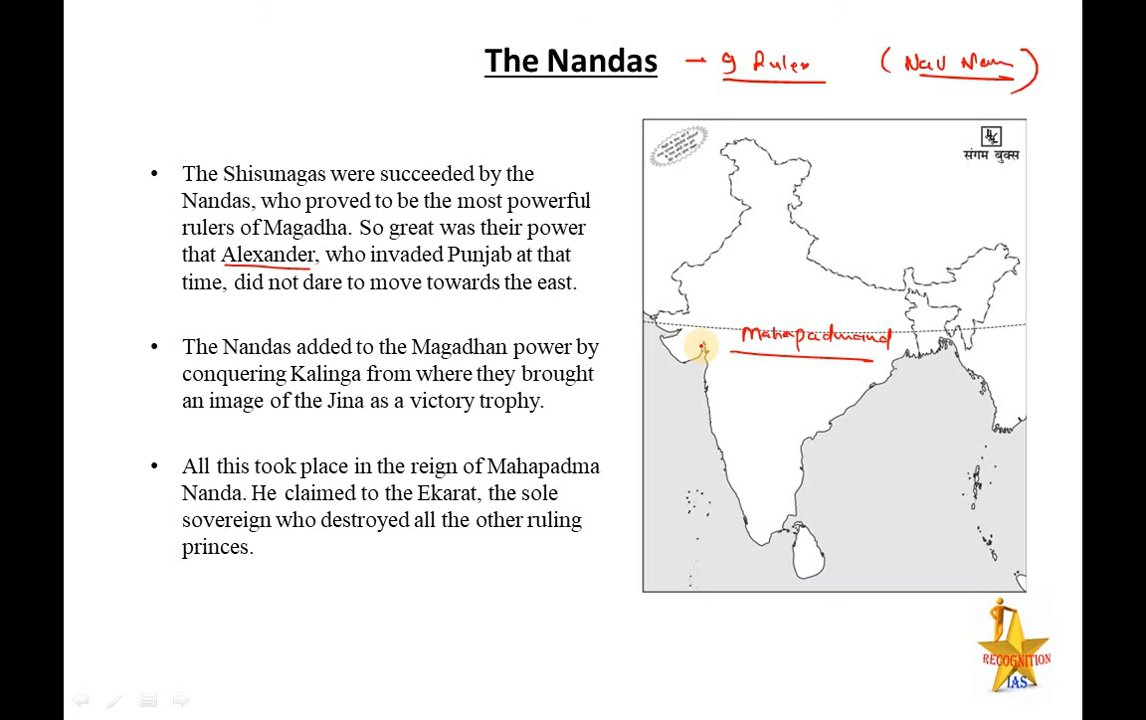 The Nandas → 9 Ruler (Nav Nan)
संगम बुक्स
• The Shisunagas were succeeded by the
Nandas, who proved to be the most powerful
rulers of Magadha. So great was their power
that Alexander, who invaded Punjab at that
time, did not dare to move towards the east.
Mahapadmanand
• The Nandas added to the Magadhan power by
conquering Kalinga from where they brought
an image of the Jina as a victory trophy.
• All this took place in the reign of Mahapadma
Nanda. He claimed to the Ekarat, the sole
sovereign who destroyed all the other ruling
princes.
RECOGNITION
IAS